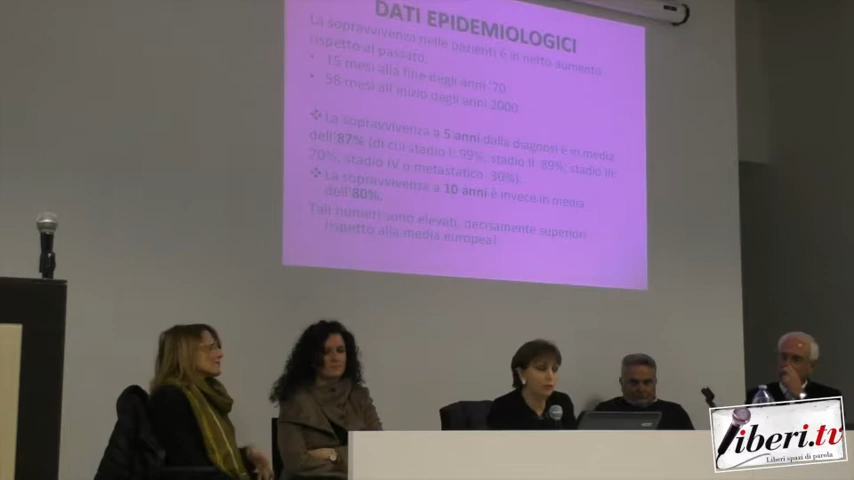 DATI EPIDEMIOLOGICI
La sopravvivenza nelle pazienti è in netto aumento
rispetto al passato:
• 15 mesi alla fine degli anni '70
• 58 mesi all'inizio degli anni 2000
❖La sopravvivenza a 5 anni dalla diagnosi è in media
dell'87% (di cui stadio I: 99%, stadio II: 89%, stadio III:
70%, stadio IV o metastatico: 30%).
❖La sopravvivenza a 10 anni è invece in media
dell'80%.
Tali numeri sono elevati, decisamente superiori
rispetto alla media europea!
liberi.tv
Liberi spazi di parola